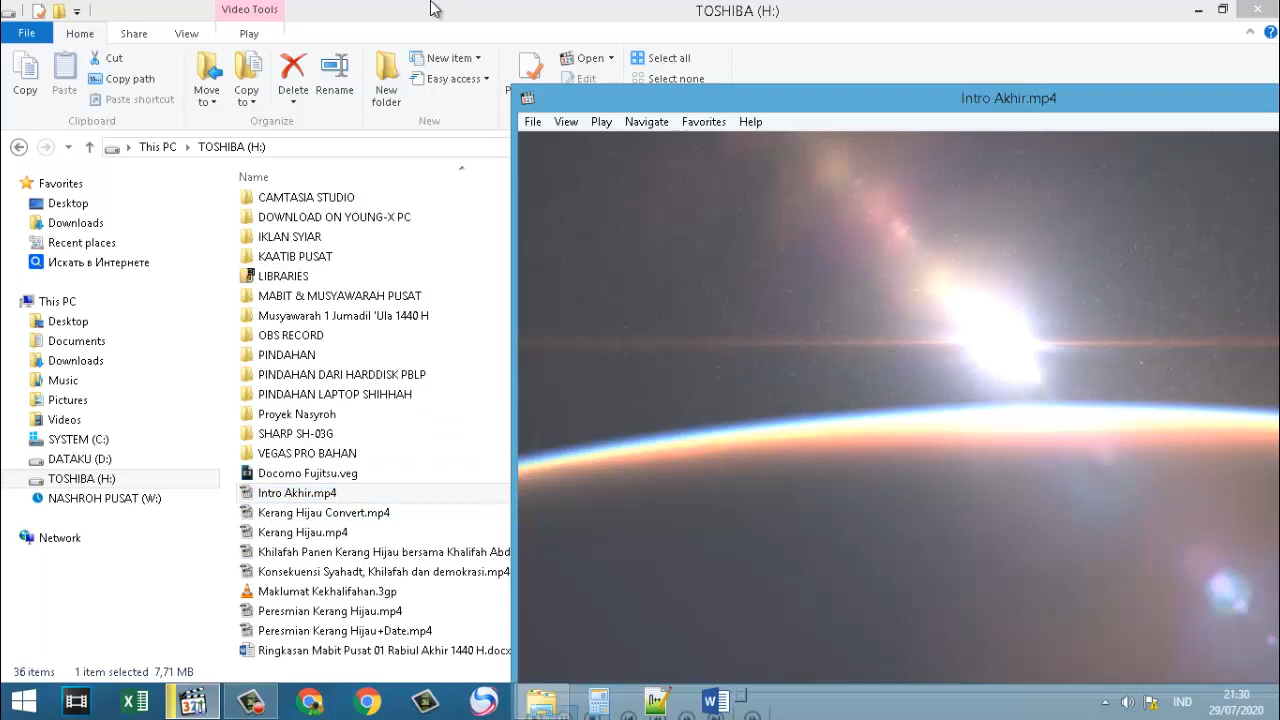 Video Tools
TOSHIBA (H:)
File Home Share View Play
Copy
Paste
Cut
Copy path
Paste shortcut
Clipboard
Move to
Copy to
Delete
Rename
Organize
New folder
New item
Easy access
New
Open
Edit
Select all
Select none
Intro Akhir.mp4
File View Play Navigate Favorites Help
This PC TOSHIBA (H:)
Favorites
Desktop
Downloads
Recent places
Искать в Интернете
This PC
Desktop
Documents
Downloads
Music
Pictures
Videos
SYSTEM (C:)
DATAKU (D:)
TOSHIBA (H:)
NASHROH PUSAT (W:)
Network
Name
CAMTASIA STUDIO
DOWNLOAD ON YOUNG-X PC
IKLAN SYIAR
KAATIB PUSAT
LIBRARIES
MABIT & MUSYAWARAH PUSAT
Musyawarah 1 Jumadil 'Ula 1440 H
OBS RECORD
PINDAHAN
PINDAHAN DARI HARDDISK PBLP
PINDAHAN LAPTOP SHIHHAH
Proyek Nasyroh
SHARP SH-03G
VEGAS PRO BAHAN
Docomo Fujitsu.veg
Intro Akhir.mp4
Kerang Hijau Convert.mp4
Kerang Hijau.mp4
Khilafah Panen Kerang Hijau bersama Khalifah Abd
Konsekuensi Syahadt, Khilafah dan demokrasi.mp4
Maklumat Kekhalifahan.3gp
Peresmian Kerang Hijau.mp4
Peresmian Kerang Hijau+Date.mp4
Ringkasan Mabit Pusat 01 Rabiul Akhir 1440 H.docx
36 items 1 item selected 7,71 MB
IND
21:30
29/07/2020